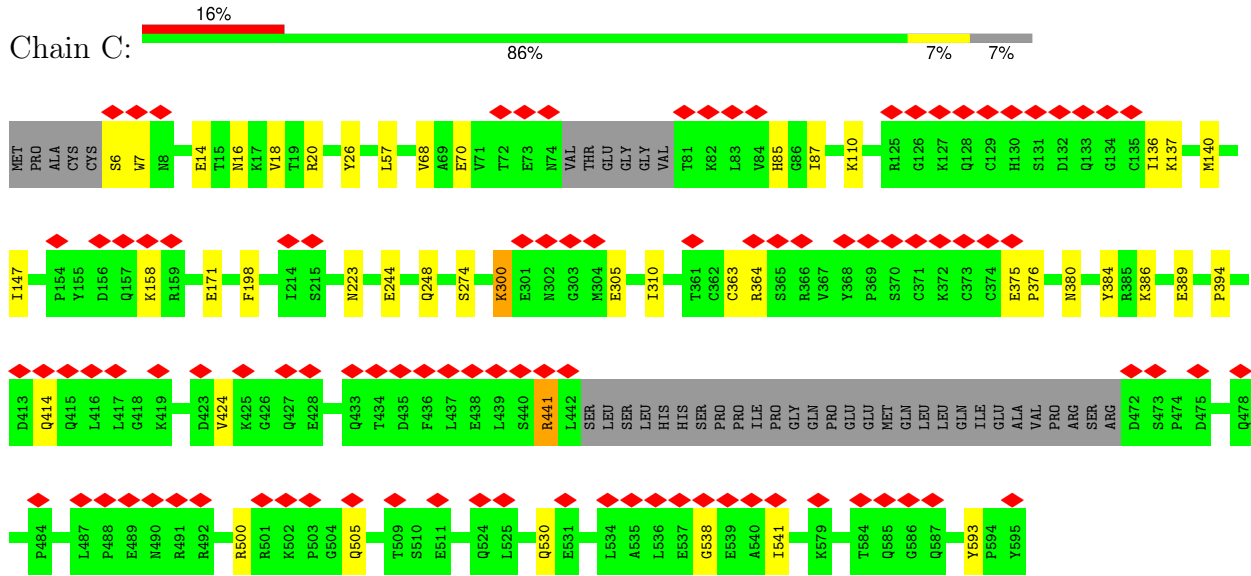 16%
Chain C:
86% 7% 7%
MET PRO ALA CYS CYS S6 W7 N8 E14 T15 N16 K17 V18 T19 R20 Y26 L57 V68 A69 E70 V71 T72 E73 N74 VAL THR GLU GLY GLY VAL T81 K82 L83 V84 H85 G86 I87 K110 R125 G126 K127 Q128 C129 H130 S131 D132 Q133 G134 C135 I136 K137 M140
I147 P154 Y155 D156 Q157 K158 R159 E171 F198 I214 S215 N223 E244 Q248 S274 K300 E301 N302 G303 M304 E305 I310 T361 C362 C363 R364 S365 R366 V367 Y368 P369 S370 C371 K372 C373 C374 E375 P376 N380 Y384 R385 K386 E389 P394
D413 Q414 Q415 L416 L417 G418 K419 D423 V424 K425 G426 Q427 E428 Q433 T434 D435 F436 L437 E438 L439 S440 R441 L442 SER LEU SER LEU HIS HIS SER PRO PRO ILE PRO GLY GLN PRO GLU GLU MET GLN LEU LEU GLN ILE GLU ALA VAL PRO ARG SER ARG D472 S473 P474 D475 Q478
P484 L487 P488 E489 N490 R491 R492 R500 R501 K502 P503 G504 Q505 T509 S510 E511 Q524 L525 Q530 E531 L534 A535 L536 E537 G538 E539 A540 I541 K579 T584 Q585 G586 Q587 Y593 P594 Y595